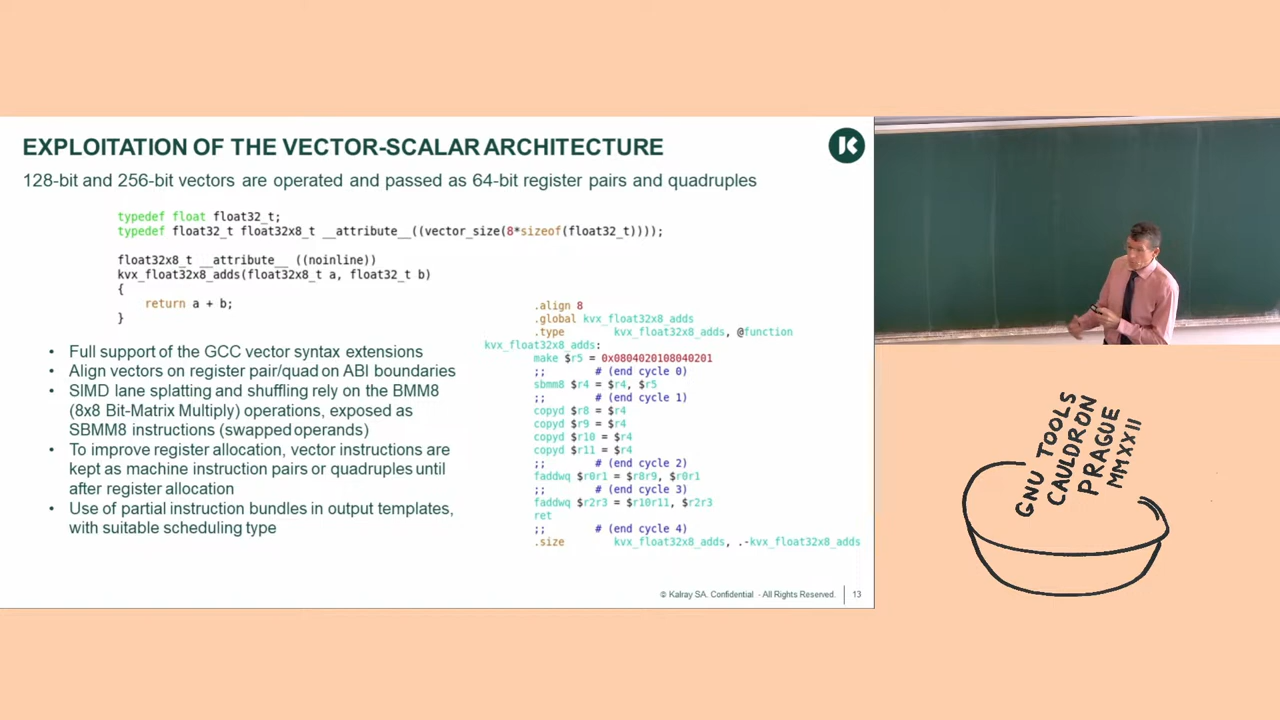 EXPLOITATION OF THE VECTOR-SCALAR ARCHITECTURE
128-bit and 256-bit vectors are operated and passed as 64-bit register pairs and quadruples
typedef float float32_t;
typedef float32_t float32x8_t __attribute__((vector_size(8*sizeof(float32_t))));
float32x8_t __attribute__ ((noinline))
kvx_float32x8_adds(float32x8_t a, float32_t b)
{
return a + b;
}
• Full support of the GCC vector syntax extensions
• Align vectors on register pair/quad on ABI boundaries
• SIMD lane splatting and shuffling rely on the BMM8
(8x8 Bit-Matrix Multiply) operations, exposed as
SBMM8 instructions (swapped operands)
• To improve register allocation, vector instructions are
kept as machine instruction pairs or quadruples until
after register allocation
• Use of partial instruction bundles in output templates,
with suitable scheduling type
.align 8
.global kvx_float32x8_adds
.type kvx_float32x8_adds, @function
kvx_float32x8_adds:
make $r5 = 0x0804020108040201
;; # (end cycle 0)
sbmm8 $r4 = $r4, $r5
;; # (end cycle 1)
copyd $r8 = $r4
copyd $r9 = $r4
copyd $r10 = $r4
copyd $r11 = $r4
;; # (end cycle 2)
faddwq $r0r1 = $r8r9, $r0r1
;; # (end cycle 3)
faddwq $r2r3 = $r10r11, $r2r3
ret
;; # (end cycle 4)
.size kvx_float32x8_adds, .-kvx_float32x8_adds
© Kalray SA. Confidential - All Rights Reserved.
13
GNU TOOLS
CAULDRON
PRAGUE
MMXXII